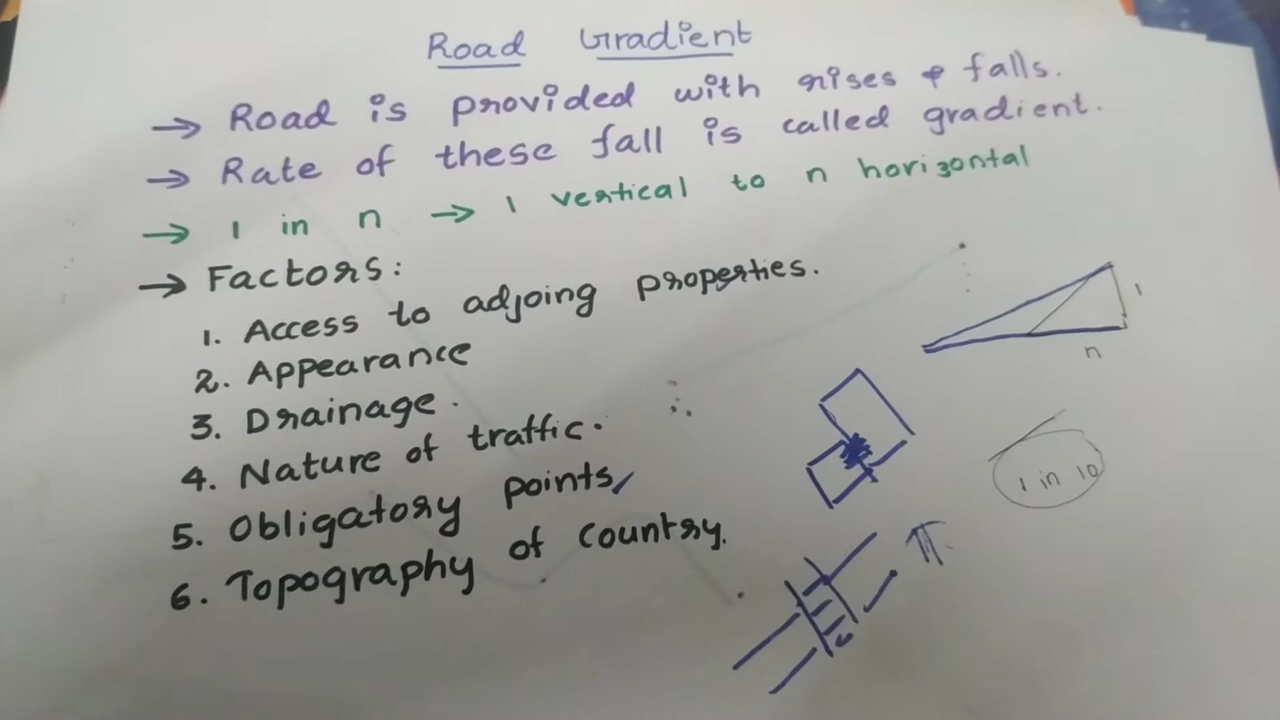 Road Gradient
→ Road is provided with rises & falls.
→ Rate of these fall is called gradient.
→ 1 in n → 1 vertical to n horizontal
→ Factors:
1. Access to adjoing properties.
2. Appearance
3. Drainage.
4. Nature of traffic.
5. Obligatory points,
6. Topography of country.
1
n
1 in 10